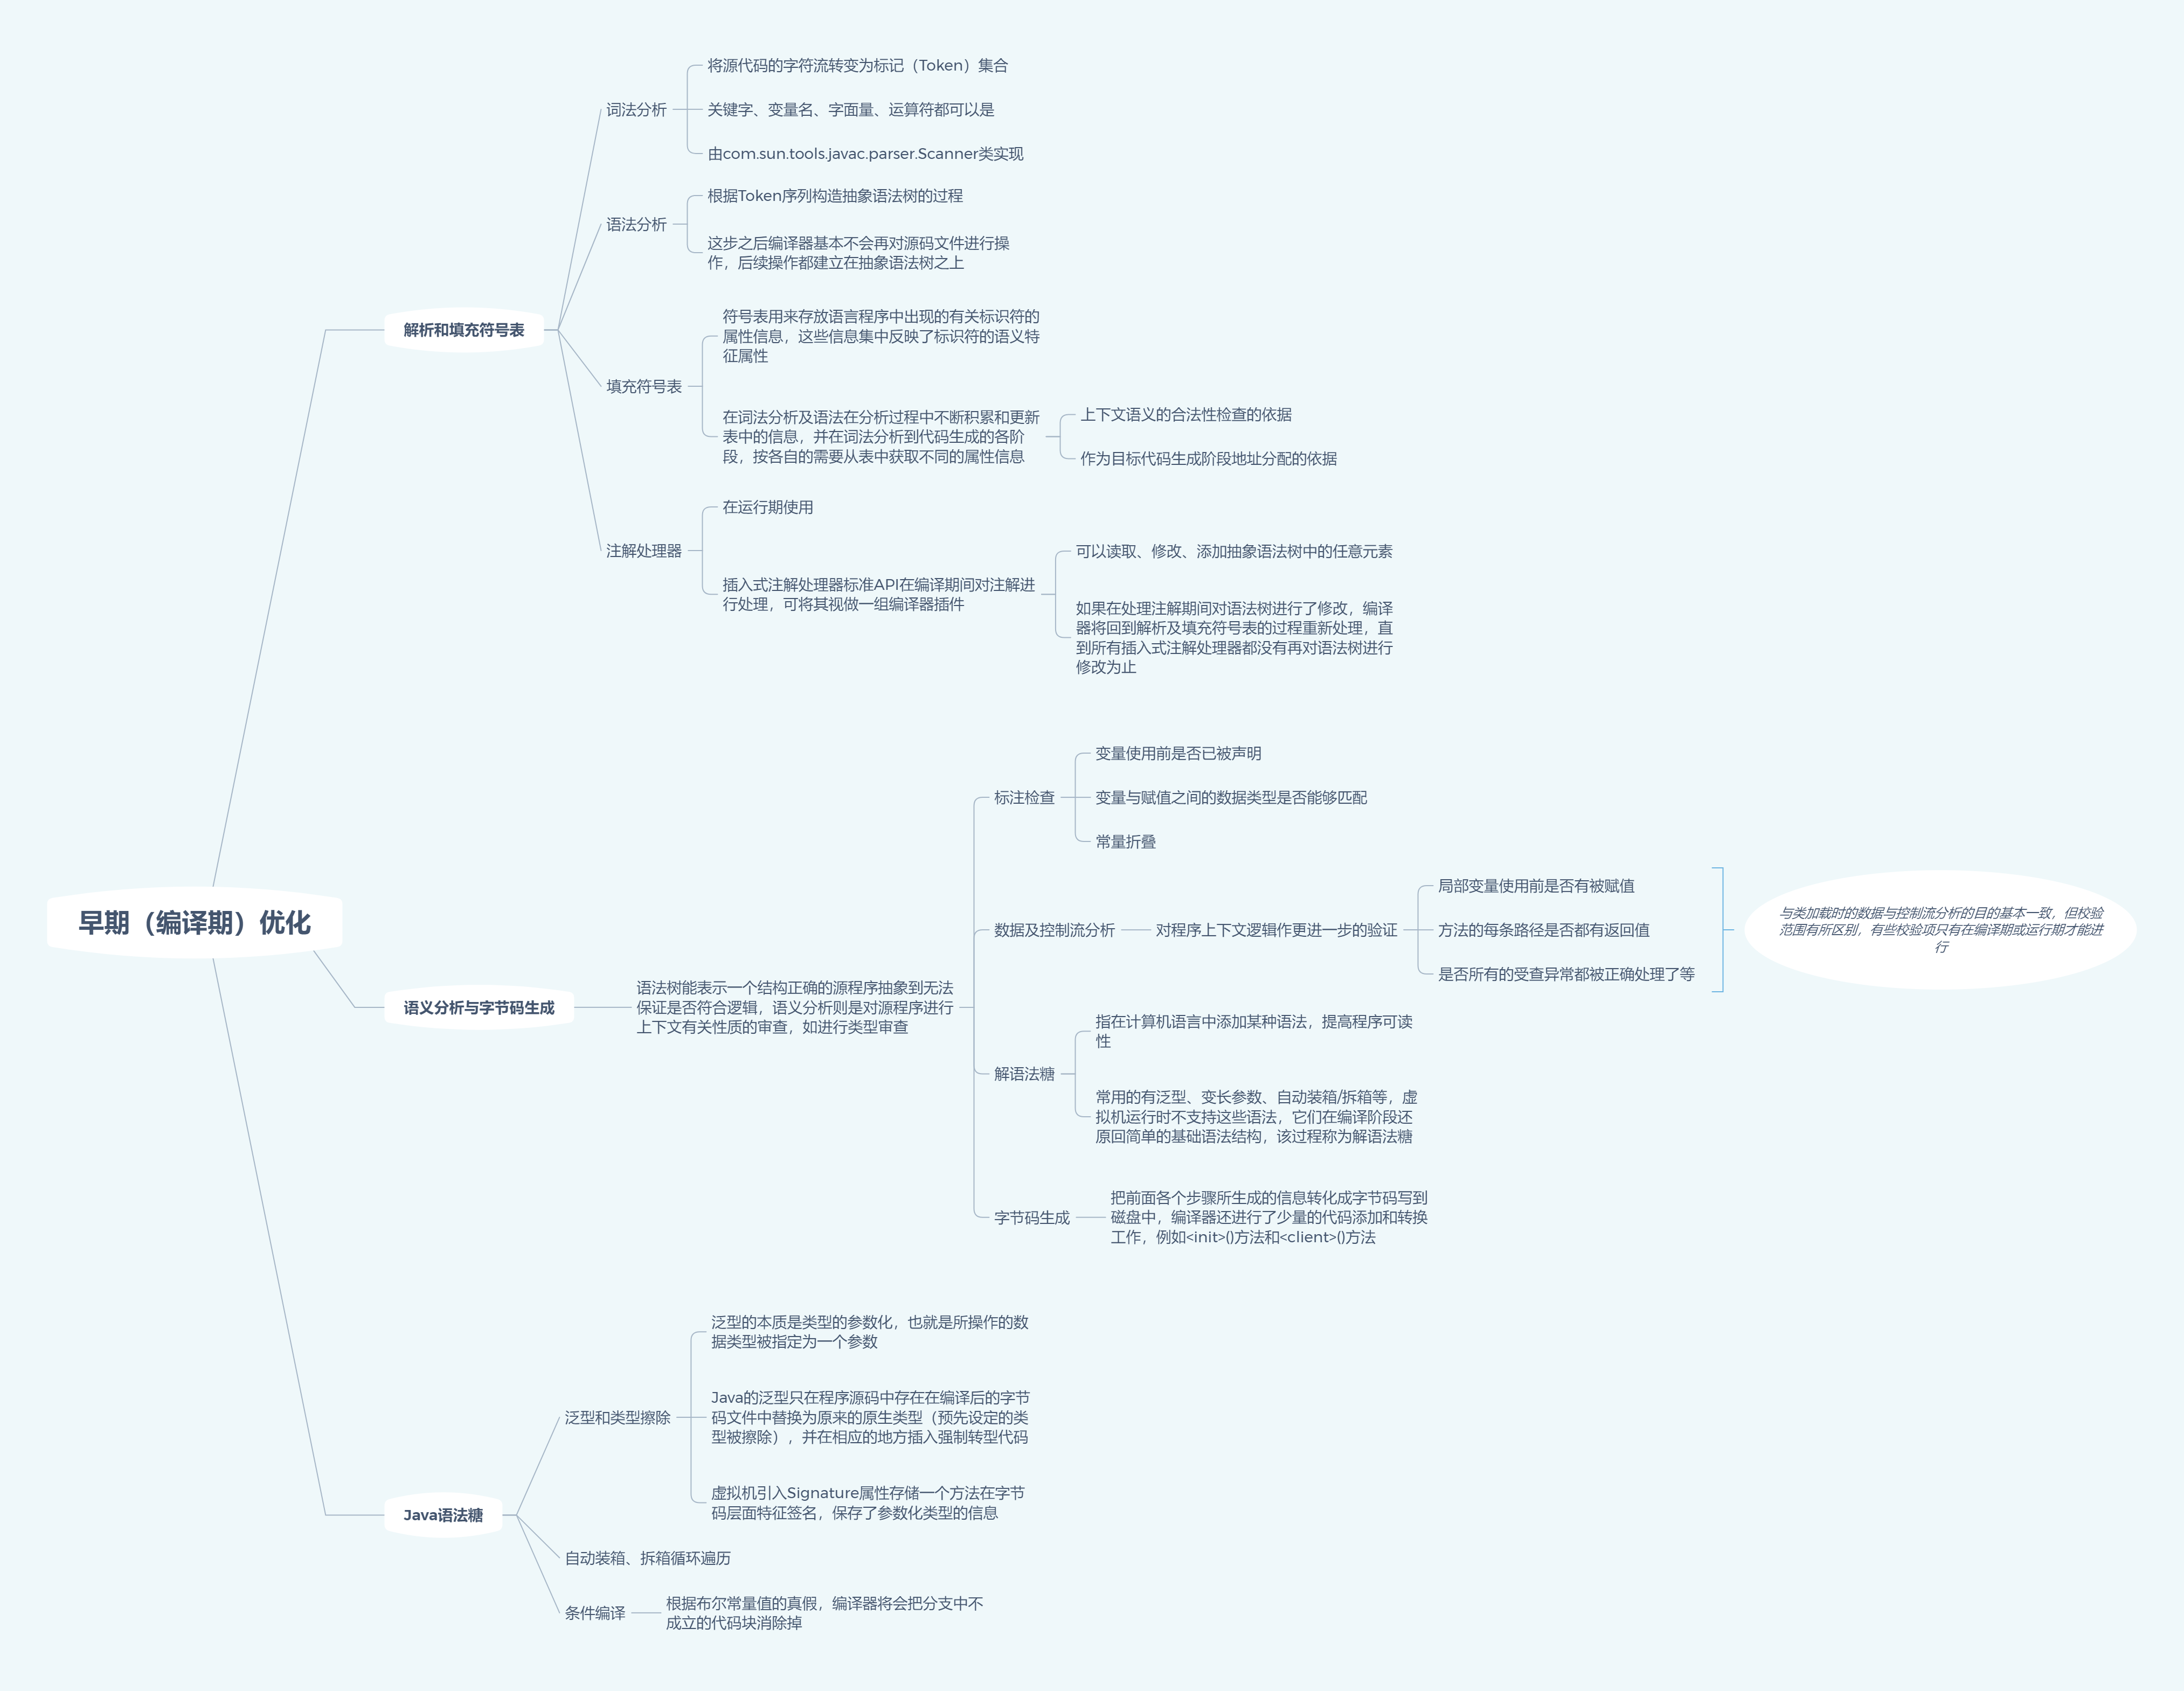 早期（编译期）优化
解析和填充符号表
词法分析
将源代码的字符流转变为标记（Token）集合
关键字、变量名、字面量、运算符都可以是
由com.sun.tools.javac.parser.Scanner类实现
语法分析
根据Token序列构造抽象语法树的过程
这步之后编译器基本不会再对源码文件进行操
作，后续操作都建立在抽象语法树之上
填充符号表
符号表用来存放语言程序中出现的有关标识符的
属性信息，这些信息集中反映了标识符的语义特
征属性
在词法分析及语法在分析过程中不断积累和更新
表中的信息，并在词法分析到代码生成的各阶
段，按各自的需要从表中获取不同的属性信息
上下文语义的合法性检查的依据
作为目标代码生成阶段地址分配的依据
注解处理器
在运行期使用
插入式注解处理器标准API在编译期间对注解进
行处理，可将其视做一组编译器插件
可以读取、修改、添加抽象语法树中的任意元素
如果在处理注解期间对语法树进行了修改，编译
器将回到解析及填充符号表的过程重新处理，直
到所有插入式注解处理器都没有再对语法树进行
修改为止
语义分析与字节码生成
语法树能表示一个结构正确的源程序抽象到无法
保证是否符合逻辑，语义分析则是对源程序进行
上下文有关性质的审查，如进行类型审查
标注检查
变量使用前是否已被声明
变量与赋值之间的数据类型是否能够匹配
常量折叠
数据及控制流分析
对程序上下文逻辑作更进一步的验证
局部变量使用前是否有被赋值
方法的每条路径是否都有返回值
是否所有的受查异常都被正确处理了等
与类加载时的数据与控制流分析的目的基本一致，但校验
范围有所区别，有些校验项只有在编译期或运行期才能进
行
解语法糖
指在计算机语言中添加某种语法，提高程序可读
性
常用的有泛型、变长参数、自动装箱/拆箱等，虚
拟机运行时不支持这些语法，它们在编译阶段还
原回简单的基础语法结构，该过程称为解语法糖
字节码生成
把前面各个步骤所生成的信息转化成字节码写到
磁盘中，编译器还进行了少量的代码添加和转换
工作，例如<init>()方法和<client>()方法
Java语法糖
泛型和类型擦除
泛型的本质是类型的参数化，也就是所操作的数
据类型被指定为一个参数
Java的泛型只在程序源码中存在在编译后的字节
码文件中替换为原来的原生类型（预先设定的类
型被擦除），并在相应的地方插入强制转型代码
虚拟机引入Signature属性存储一个方法在字节
码层面特征签名，保存了参数化类型的信息
自动装箱、拆箱循环遍历
条件编译
根据布尔常量值的真假，编译器将会把分支中不
成立的代码块消除掉